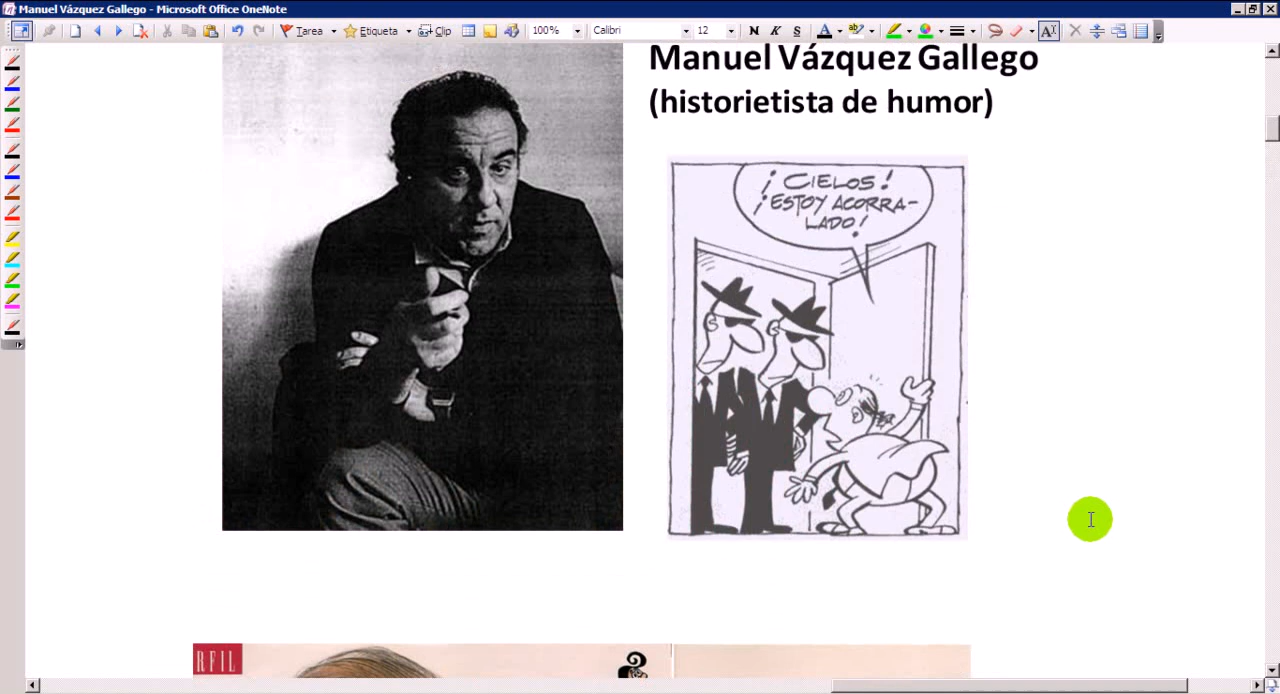 Manuel Vázquez Gallego - Microsoft Office OneNote
Tarea
Etiqueta
Clip
100%
Calibri
12
N K S
Manuel Vázquez Gallego
(historietista de humor)
¡CIELOS!
¡ESTOY ACORRA-
LADO!
RFIL